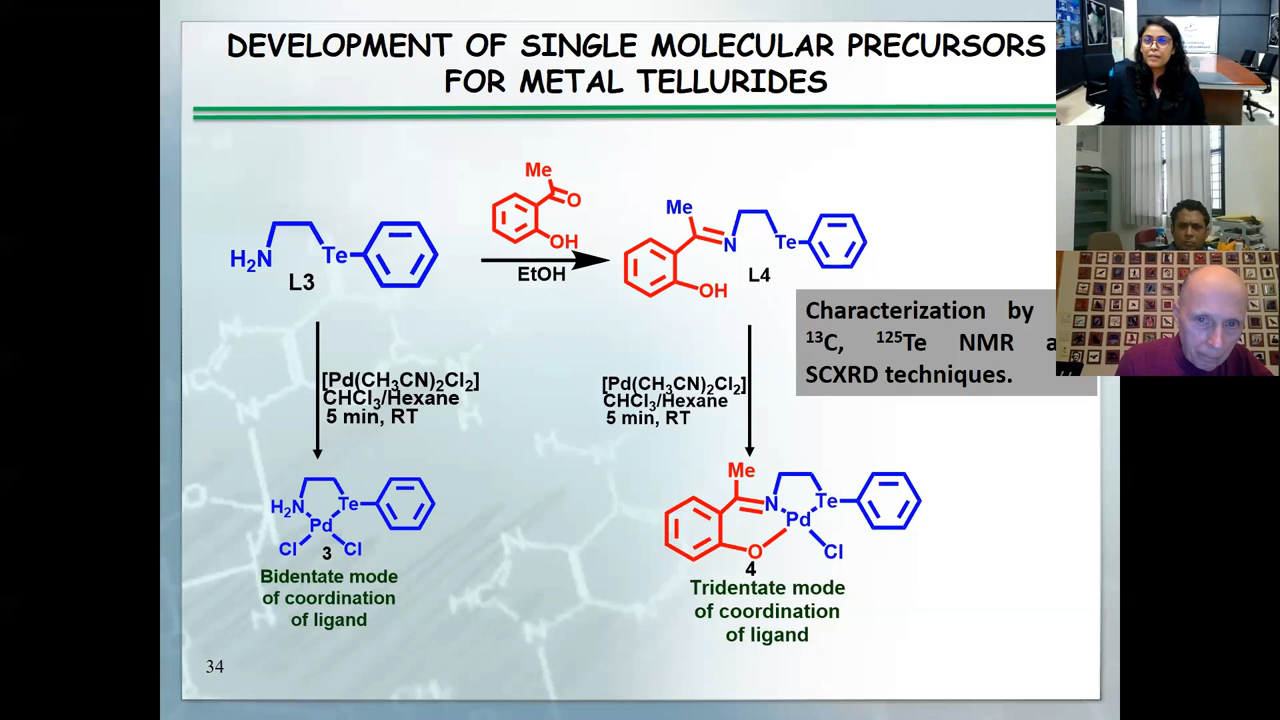 DEVELOPMENT OF SINGLE MOLECULAR PRECURSORS
FOR METAL TELLURIDES
Me
O
OH
EtOH
H₂N
Te
L3
Me
N
Te
OH
L4
Characterization by
¹³C, ¹²⁵Te NMR a
SCXRD techniques.
[Pd(CH₃CN)₂Cl₂]
CHCl₃/Hexane
5 min, RT
[Pd(CH₃CN)₂Cl₂]
CHCl₃/Hexane
5 min, RT
H₂N
Te
Pd
Cl
Cl
3
Bidentate mode
of coordination
of ligand
Me
N
Te
Pd
O
Cl
4
Tridentate mode
of coordination
of ligand
34